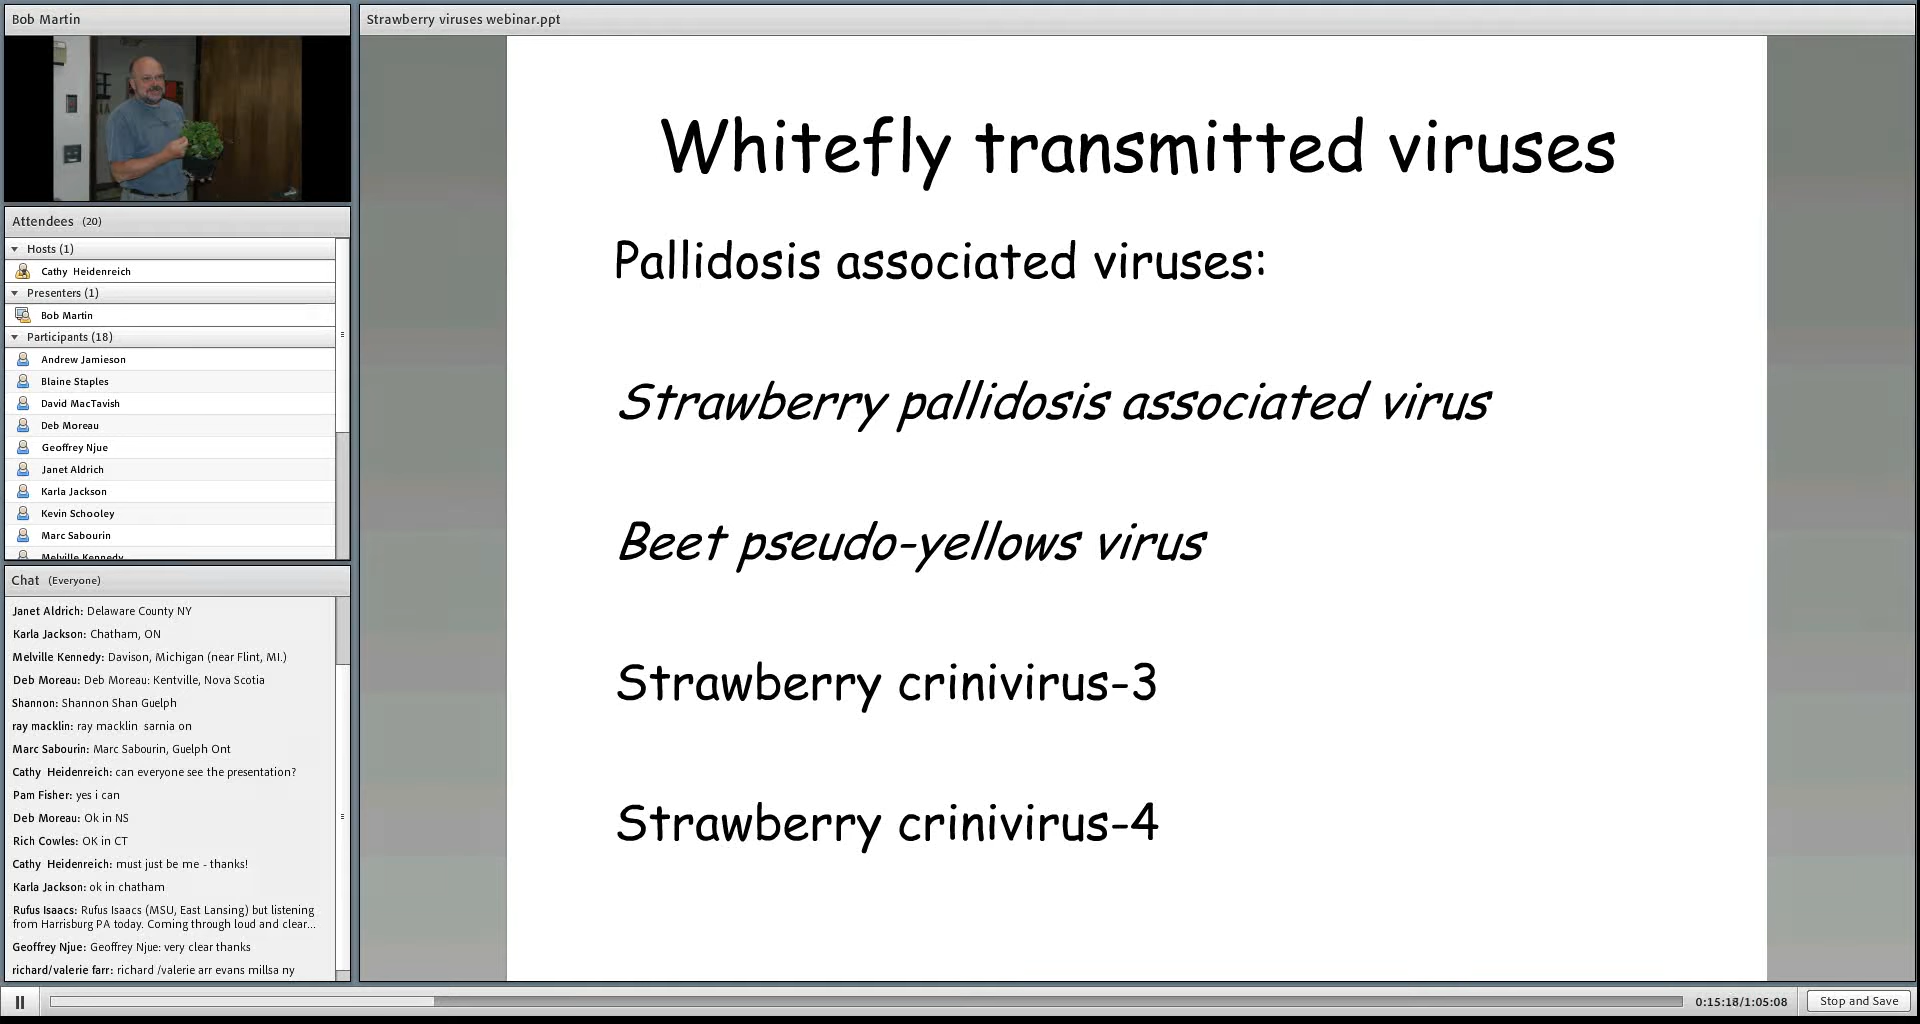 Bob Martin
Attendees (20)
Hosts (1)
Cathy Heidenreich
Presenters (1)
Bob Martin
Participants (18)
Andrew Jamieson
Blaine Staples
David MacTavish
Deb Moreau
Geoffrey Njue
Janet Aldrich
Karla Jackson
Kevin Schooley
Marc Sabourin
Melville Kennedy
Chat (Everyone)
Janet Aldrich: Delaware County NY
Karla Jackson: Chatham, ON
Melville Kennedy: Davison, Michigan (near Flint, MI.)
Deb Moreau: Deb Moreau: Kentville, Nova Scotia
Shannon: Shannon Shan Guelph
ray macklin: ray macklin sarnia on
Marc Sabourin: Marc Sabourin, Guelph Ont
Cathy Heidenreich: can everyone see the presentation?
Pam Fisher: yes i can
Deb Moreau: Ok in NS
Rich Cowles: OK in CT
Cathy Heidenreich: must just be me - thanks!
Karla Jackson: ok in chatham
Rufus Isaacs: Rufus Isaacs (MSU, East Lansing) but listening
from Harrisburg PA today. Coming through loud and clear...
Geoffrey Njue: Geoffrey Njue: very clear thanks
richard/valerie farr: richard /valerie arr evans millsa ny
Strawberry viruses webinar.ppt
Whitefly transmitted viruses
Pallidosis associated viruses:
Strawberry pallidosis associated virus
Beet pseudo-yellows virus
Strawberry crinivirus-3
Strawberry crinivirus-4
0:15:18/1:05:08
Stop and Save